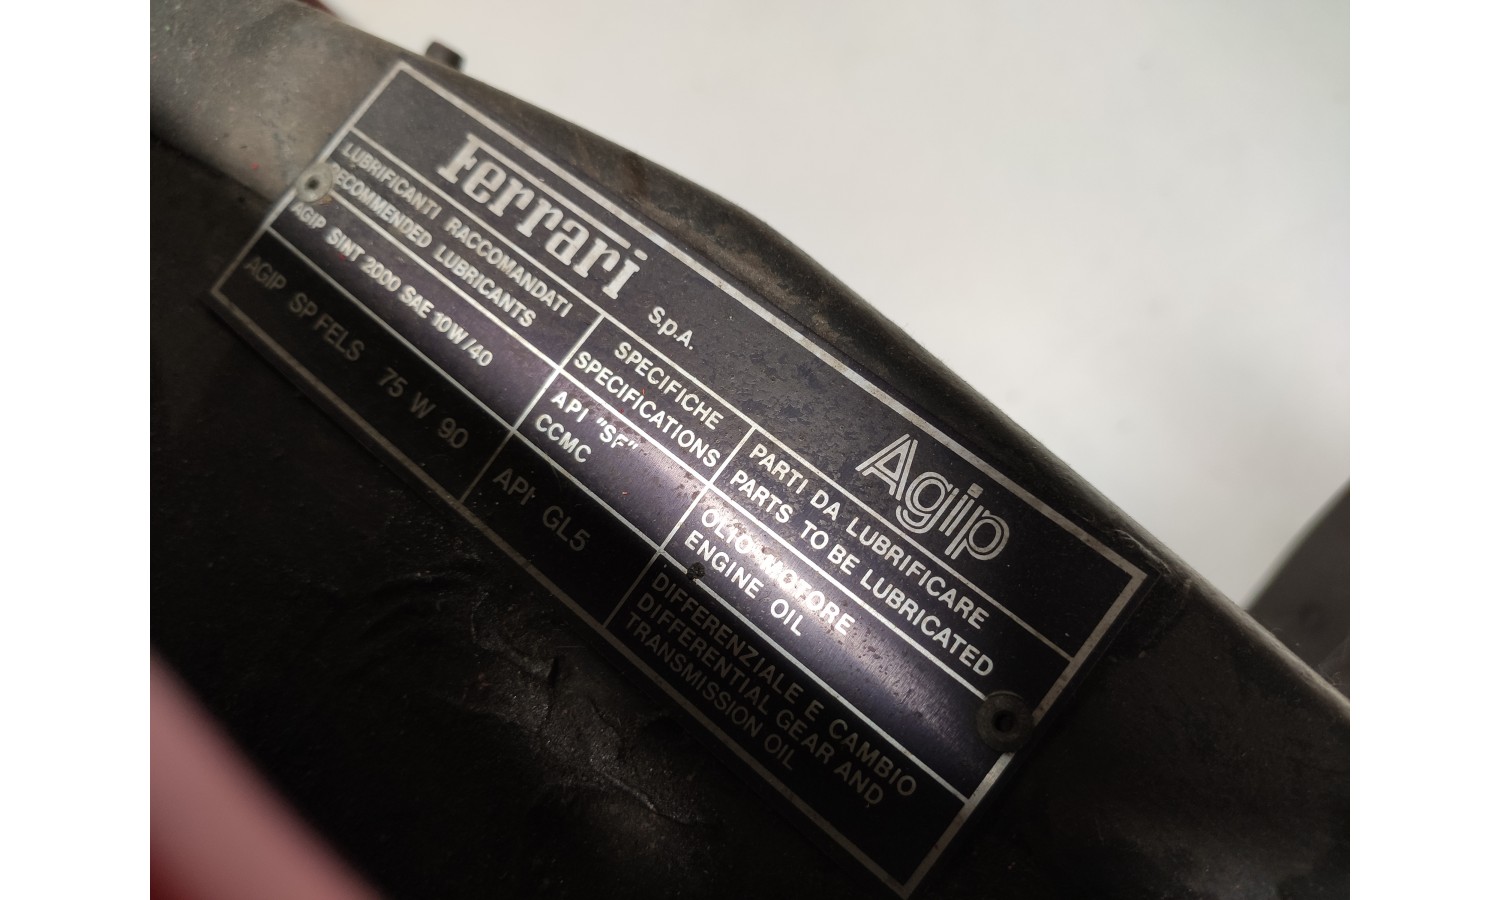 Ferrari S.p.A. Agip
LUBRIFICANTI RACCOMANDATI
RECOMMENDED LUBRICANTS
SPECIFICHE
SPECIFICATIONS
PARTI DA LUBRIFICARE
PARTS TO BE LUBRICATED
AGIP SINT 2000 SAE 10W/40
API "SF"
CCMC
OLIO MOTORE
ENGINE OIL
AGIP SP FELS 75 W 90
API GL5
DIFFERENZIALE E CAMBIO
DIFFERENTIAL GEAR AND
TRANSMISSION OIL